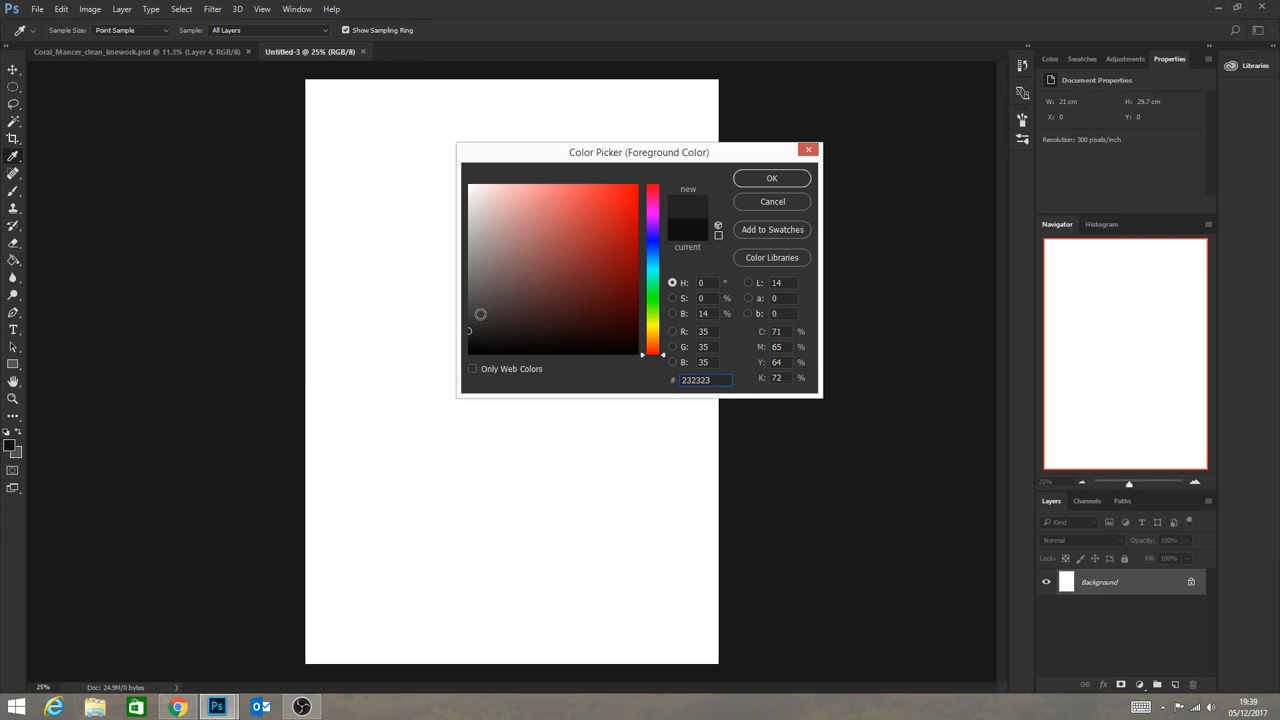 Ps File Edit Image Layer Type Select Filter 3D View Window Help
Sample Size: Point Sample Sample: All Layers Show Sampling Ring
Coral_Mancer_clean_linework.psd @ 11.3% (Layer 4, RGB/8) × Untitled-3 @ 25% (RGB/8) ×
Color Swatches Adjustments Properties
Libraries
Document Properties
W: 21 cm H: 29.7 cm
X: 0 Y: 0
Resolution: 300 pixels/inch
Color Picker (Foreground Color)
new
current
OK
Cancel
Add to Swatches
Color Libraries
H: 0 ° L: 14
S: 0 % a: 0
B: 14 % b: 0
R: 35 C: 71 %
G: 35 M: 65 %
B: 35 Y: 64 %
# 232323 K: 72 %
Only Web Colors
Navigator Histogram
25%
Layers Channels Paths
Kind
Normal Opacity: 100%
Lock: Fill: 100%
Background
fx
T
25% Doc: 24.9M/0 bytes
Ps
19:39
05/12/2017